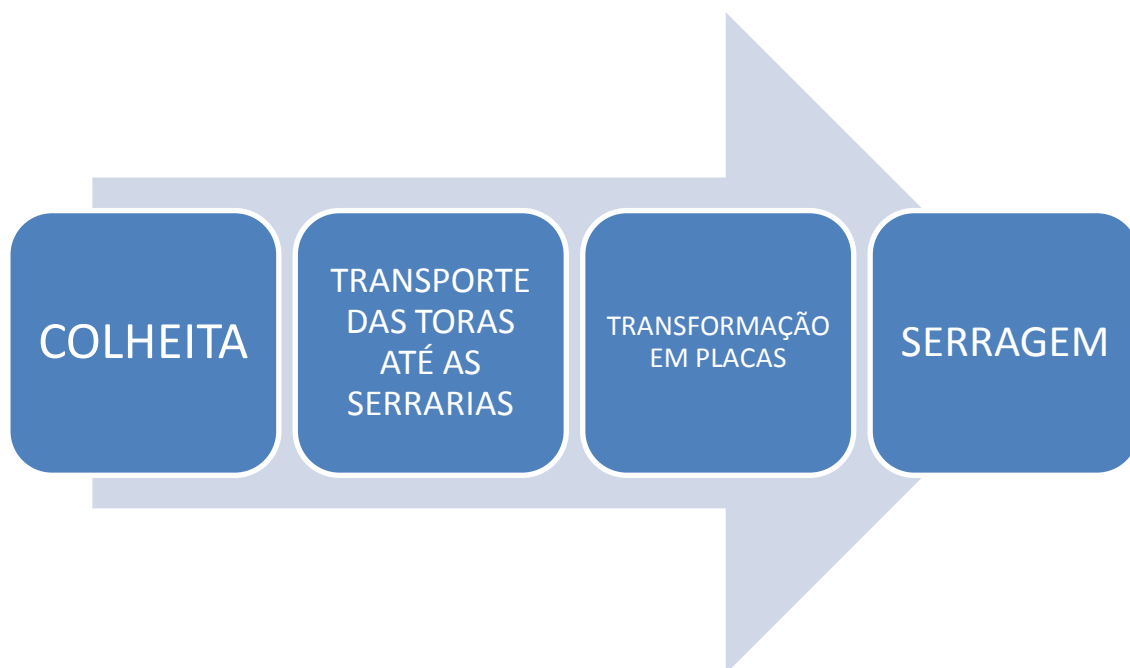 COLHEITA
TRANSPORTE
DAS TORAS
ATÉ AS
SERRARIAS
TRANSFORMAÇÃO
EM PLACAS
SERRAGEM